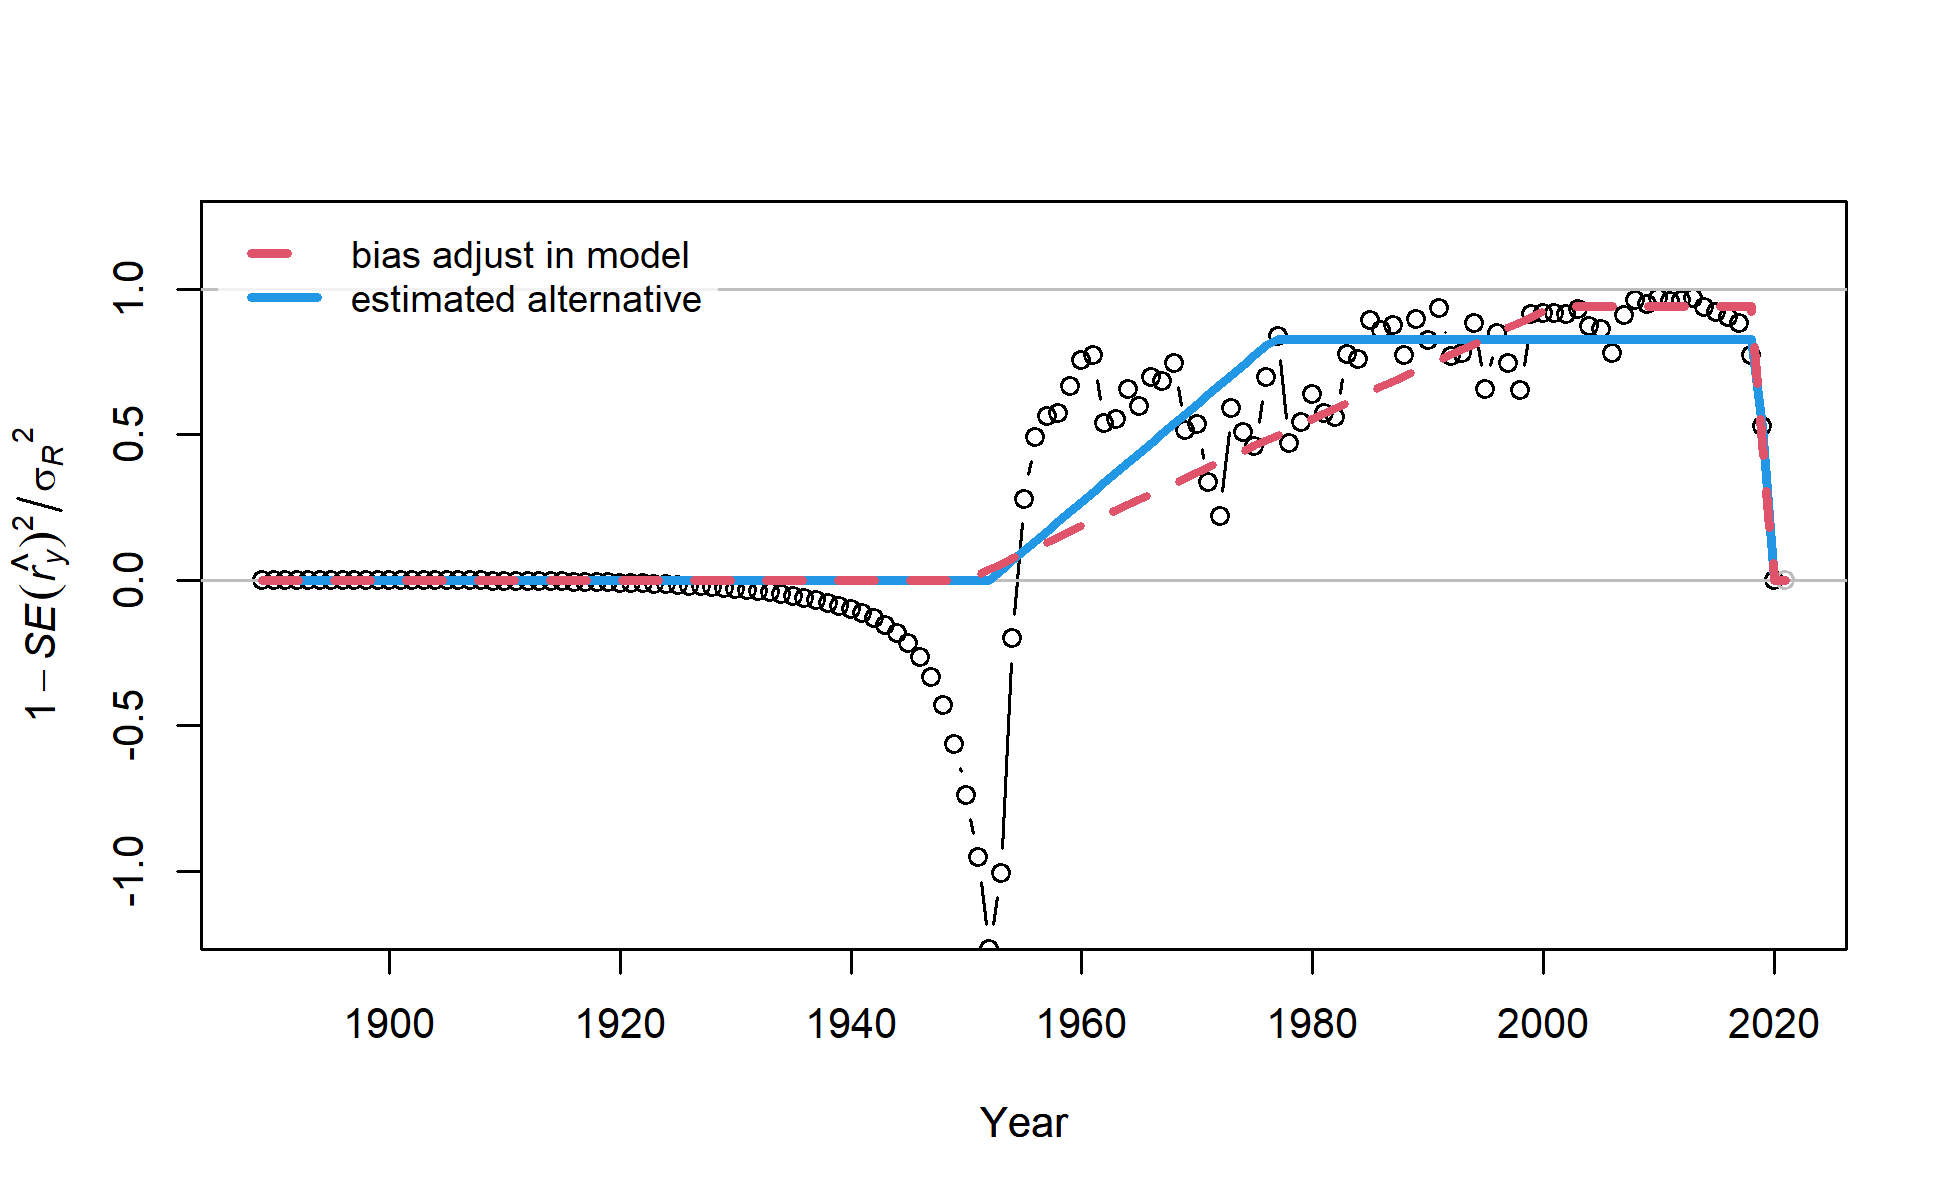 bias adjust in model
estimated alternative
1.0
0.5
0.0
-0.5
-1.0
1 − SE(r̂y)² / σR²
1900 1920 1940 1960 1980 2000 2020
Year